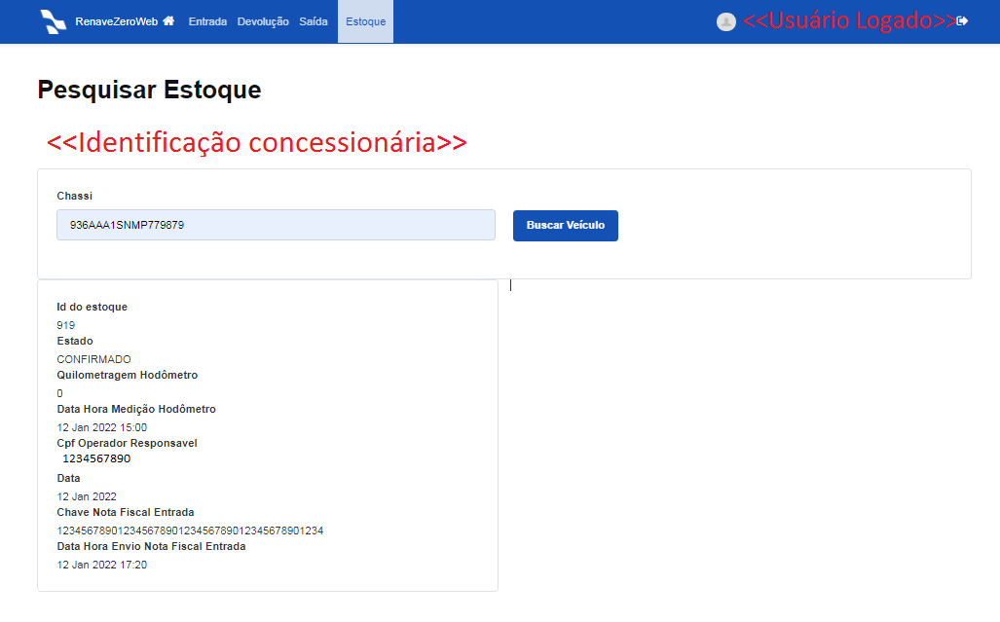 RenaveZeroWeb Entrada Devolução Saída Estoque <<Usuário Logado>>
Pesquisar Estoque
<<Identificação concessionária>>
Chassi
936AAA1SNMP779879
Buscar Veículo
Id do estoque
919
Estado
CONFIRMADO
Quilometragem Hodômetro
0
Data Hora Medição Hodômetro
12 Jan 2022 15:00
Cpf Operador Responsavel
1234567890
Data
12 Jan 2022
Chave Nota Fiscal Entrada
12345678901234567890123456789012345678901234
Data Hora Envio Nota Fiscal Entrada
12 Jan 2022 17:20